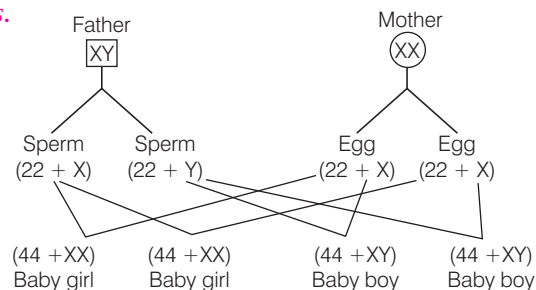 s.
Father Mother
XY XX
Sperm Sperm Egg Egg
(22 + X) (22 + Y) (22 + X) (22 + X)
(44 +XX) (44 +XX) (44 +XY) (44 +XY)
Baby girl Baby girl Baby boy Baby boy